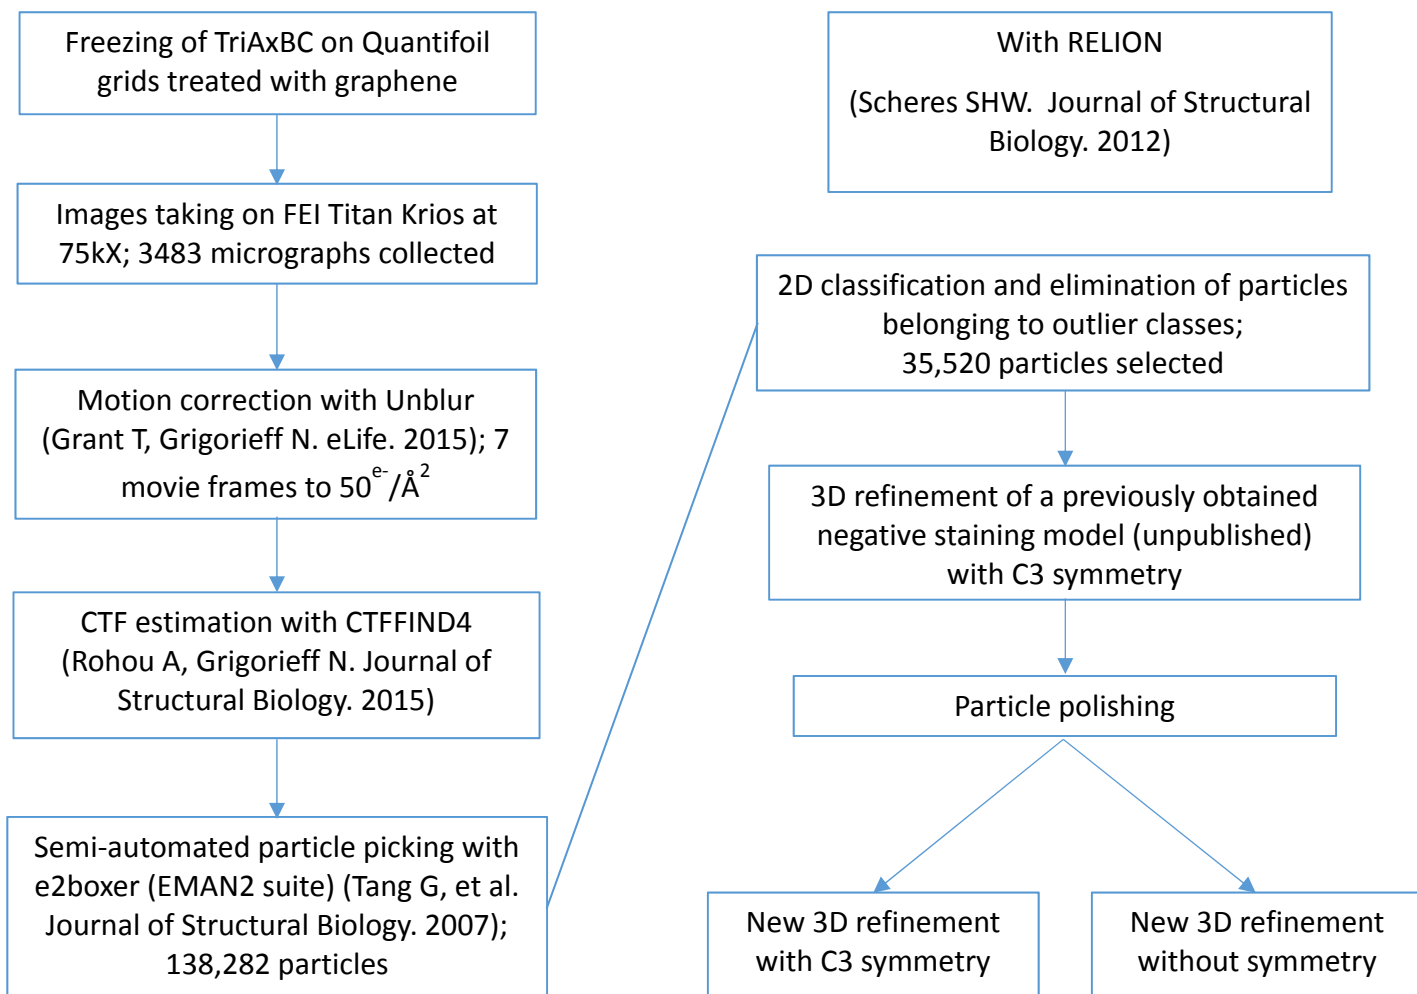 Freezing of TriAxBC on Quantifoil
grids treated with graphene
Images taking on FEI Titan Krios at
75kX; 3483 micrographs collected
Motion correction with Unblur
(Grant T, Grigorieff N. eLife. 2015); 7
movie frames to 50e-/Å2
CTF estimation with CTFFIND4
(Rohou A, Grigorieff N. Journal of
Structural Biology. 2015)
Semi-automated particle picking with
e2boxer (EMAN2 suite) (Tang G, et al.
Journal of Structural Biology. 2007);
138,282 particles
With RELION
(Scheres SHW. Journal of Structural
Biology. 2012)
2D classification and elimination of particles
belonging to outlier classes;
35,520 particles selected
3D refinement of a previously obtained
negative staining model (unpublished)
with C3 symmetry
Particle polishing
New 3D refinement
with C3 symmetry
New 3D refinement
without symmetry